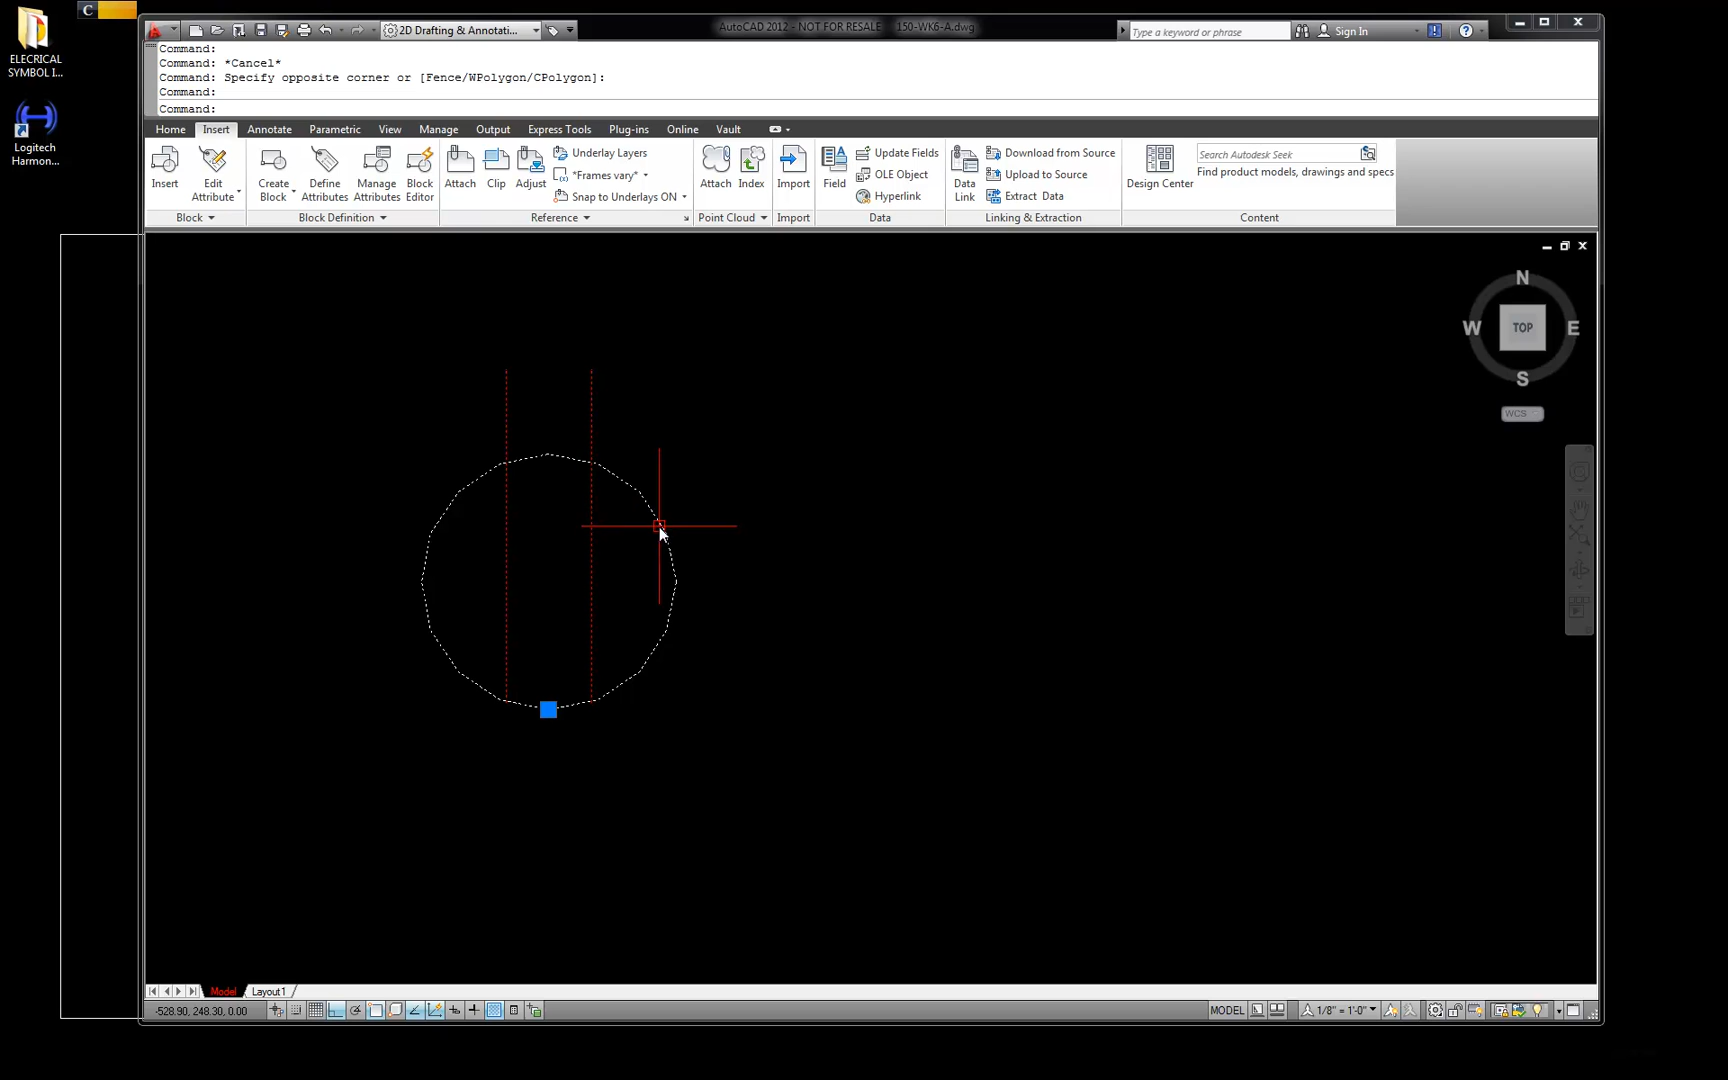 C
ELECRICAL
SYMBOL I...
Logitech
Harmon...
2D Drafting & Annotati...
AutoCAD 2012 - NOT FOR RESALE 150-WK6-A.dwg
Type a keyword or phrase
Sign In
Command:
Command: *Cancel*
Command: Specify opposite corner or [Fence/WPolygon/CPolygon]:
Command:
Command:
Home Insert Annotate Parametric View Manage Output Express Tools Plug-ins Online Vault
Insert
Edit
Attribute
Create
Block
Define
Attributes
Manage
Attributes
Block
Editor
Attach
Clip
Adjust
Underlay Layers
*Frames vary*
Snap to Underlays ON
Attach
Index
Import
Field
Update Fields
OLE Object
Hyperlink
Data
Link
Download from Source
Upload to Source
Extract Data
Design Center
Search Autodesk Seek
Find product models, drawings and specs
Block Block Definition Reference Point Cloud Import Data Linking & Extraction Content
N
W TOP E
S
WCS
Model Layout1
-528.90, 248.30, 0.00
MODEL
1/8" = 1'-0"